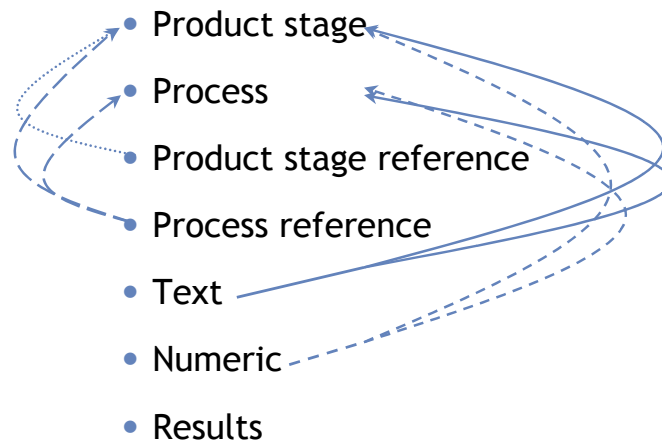 Product stage
Process
Product stage reference
Process reference
Text
Numeric
Results